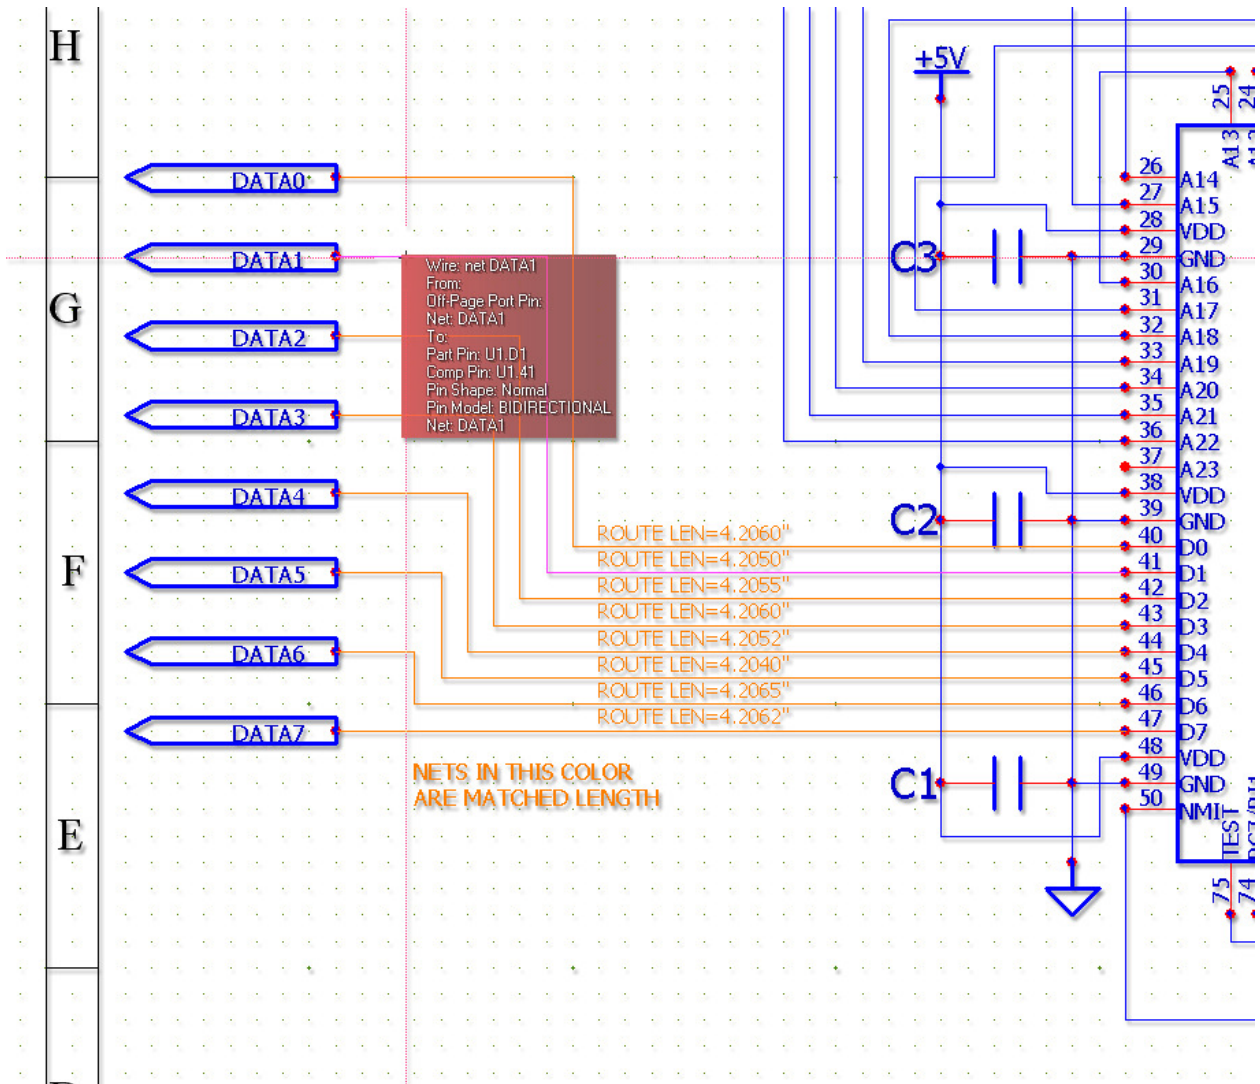 H
G
F
E
DATA0
DATA1
DATA2
DATA3
DATA4
DATA5
DATA6
DATA7
Wire: net DATA1
From:
Off-Page Port Pin:
Net: DATA1
To:
Part Pin: U1.D1
Comp Pin: U1.41
Pin Shape: Normal
Pin Model: BIDIRECTIONAL
Net: DATA1
ROUTE LEN=4.2060"
ROUTE LEN=4.2050"
ROUTE LEN=4.2055"
ROUTE LEN=4.2060"
ROUTE LEN=4.2052"
ROUTE LEN=4.2040"
ROUTE LEN=4.2065"
ROUTE LEN=4.2062"
NETS IN THIS COLOR
ARE MATCHED LENGTH
+5V
C3
C2
C1
25
24
A13
26 A14
27 A15
28 VDD
29 GND
30 A16
31 A17
32 A18
33 A19
34 A20
35 A21
36 A22
37 A23
38 VDD
39 GND
40 D0
41 D1
42 D2
43 D3
44 D4
45 D5
46 D6
47 D7
48 VDD
49 GND
50 NMI
TEST
75
74